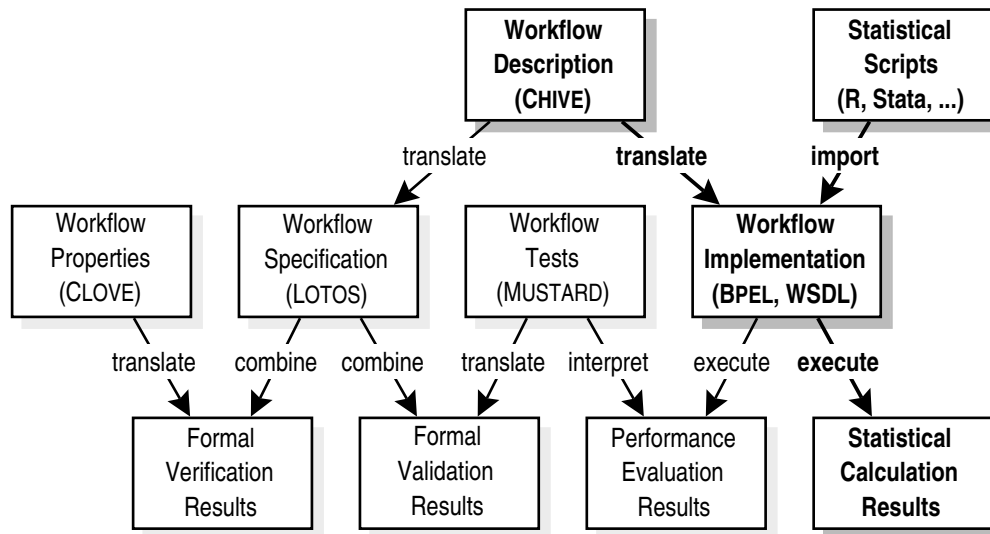 Workflow
Description
(CHIVE)
Statistical
Scripts
(R, Stata, ...)
translate
translate
import
Workflow
Properties
(CLOVE)
Workflow
Specification
(LOTOS)
Workflow
Tests
(MUSTARD)
Workflow
Implementation
(BPEL, WSDL)
translate
combine
combine
translate
interpret
execute
execute
Formal
Verification
Results
Formal
Validation
Results
Performance
Evaluation
Results
Statistical
Calculation
Results